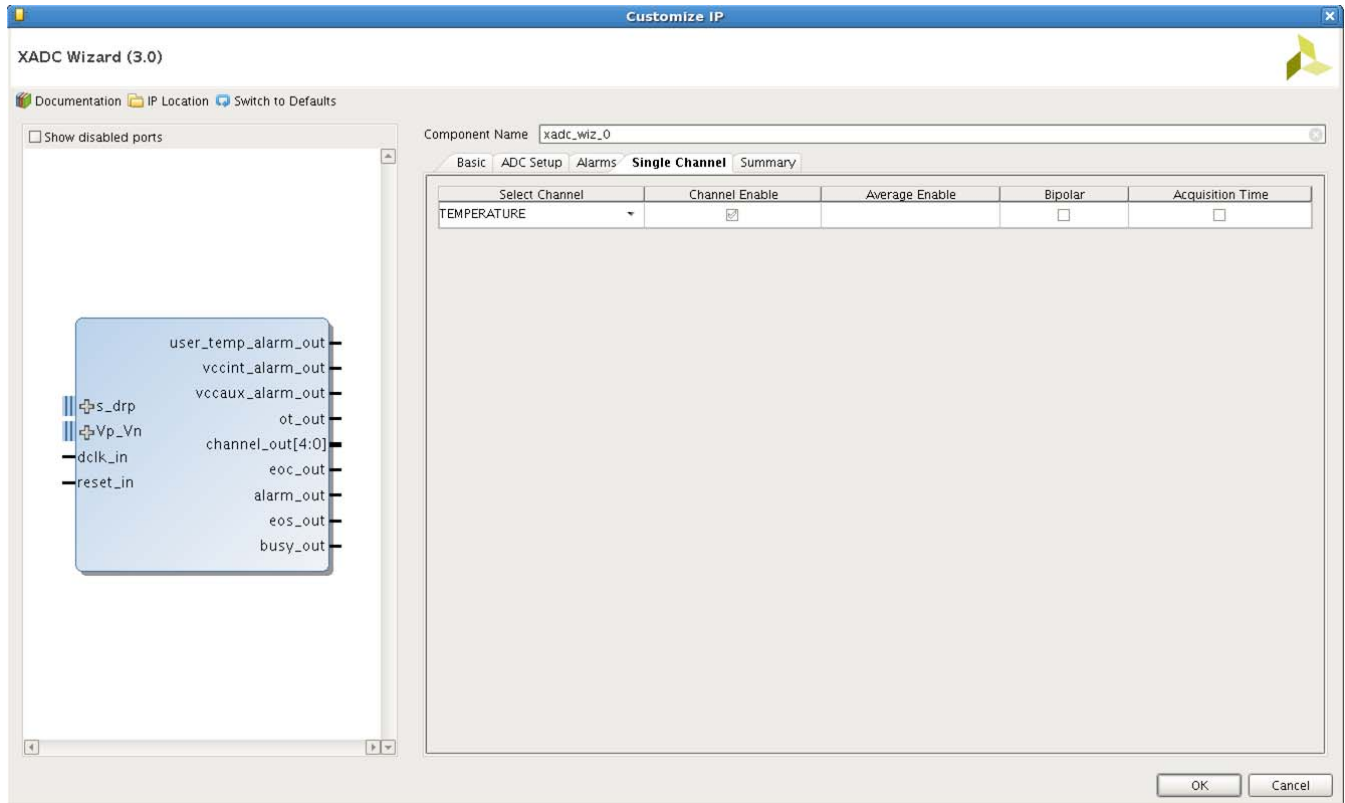 Customize IP
XADC Wizard (3.0)
Documentation IP Location Switch to Defaults
Show disabled ports
Component Name xadc_wiz_0
Basic ADC Setup Alarms Single Channel Summary
Select Channel Channel Enable Average Enable Bipolar Acquisition Time
TEMPERATURE
user_temp_alarm_out
vccint_alarm_out
vccaux_alarm_out
s_drp
ot_out
Vp_Vn
channel_out[4:0]
dclk_in
eoc_out
reset_in
alarm_out
eos_out
busy_out
OK Cancel